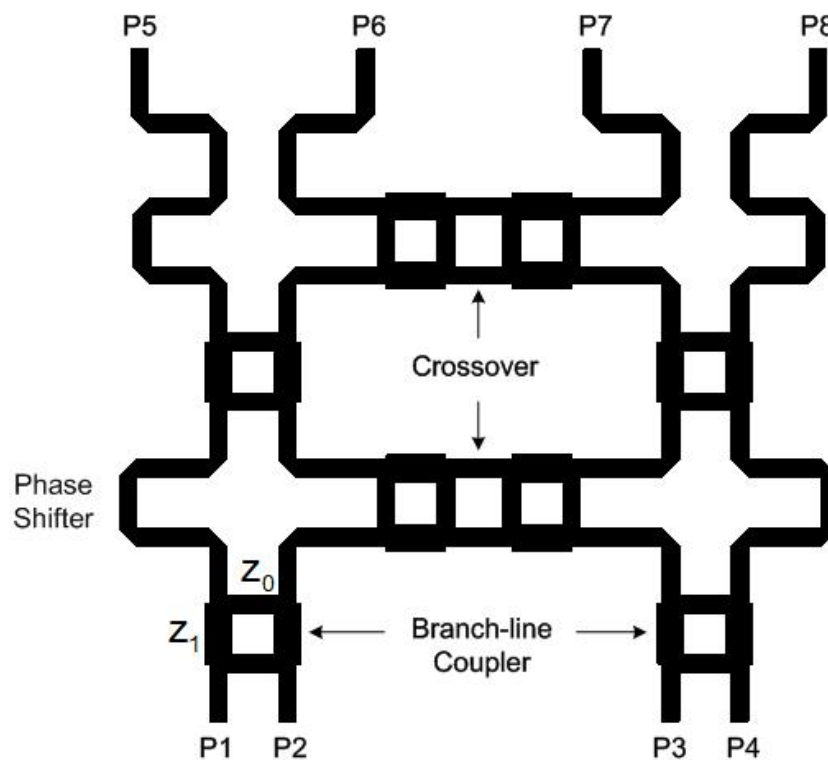 P5 P6 P7 P8
Crossover
Phase
Shifter
Z0
Z1
Branch-line
Coupler
P1 P2 P3 P4